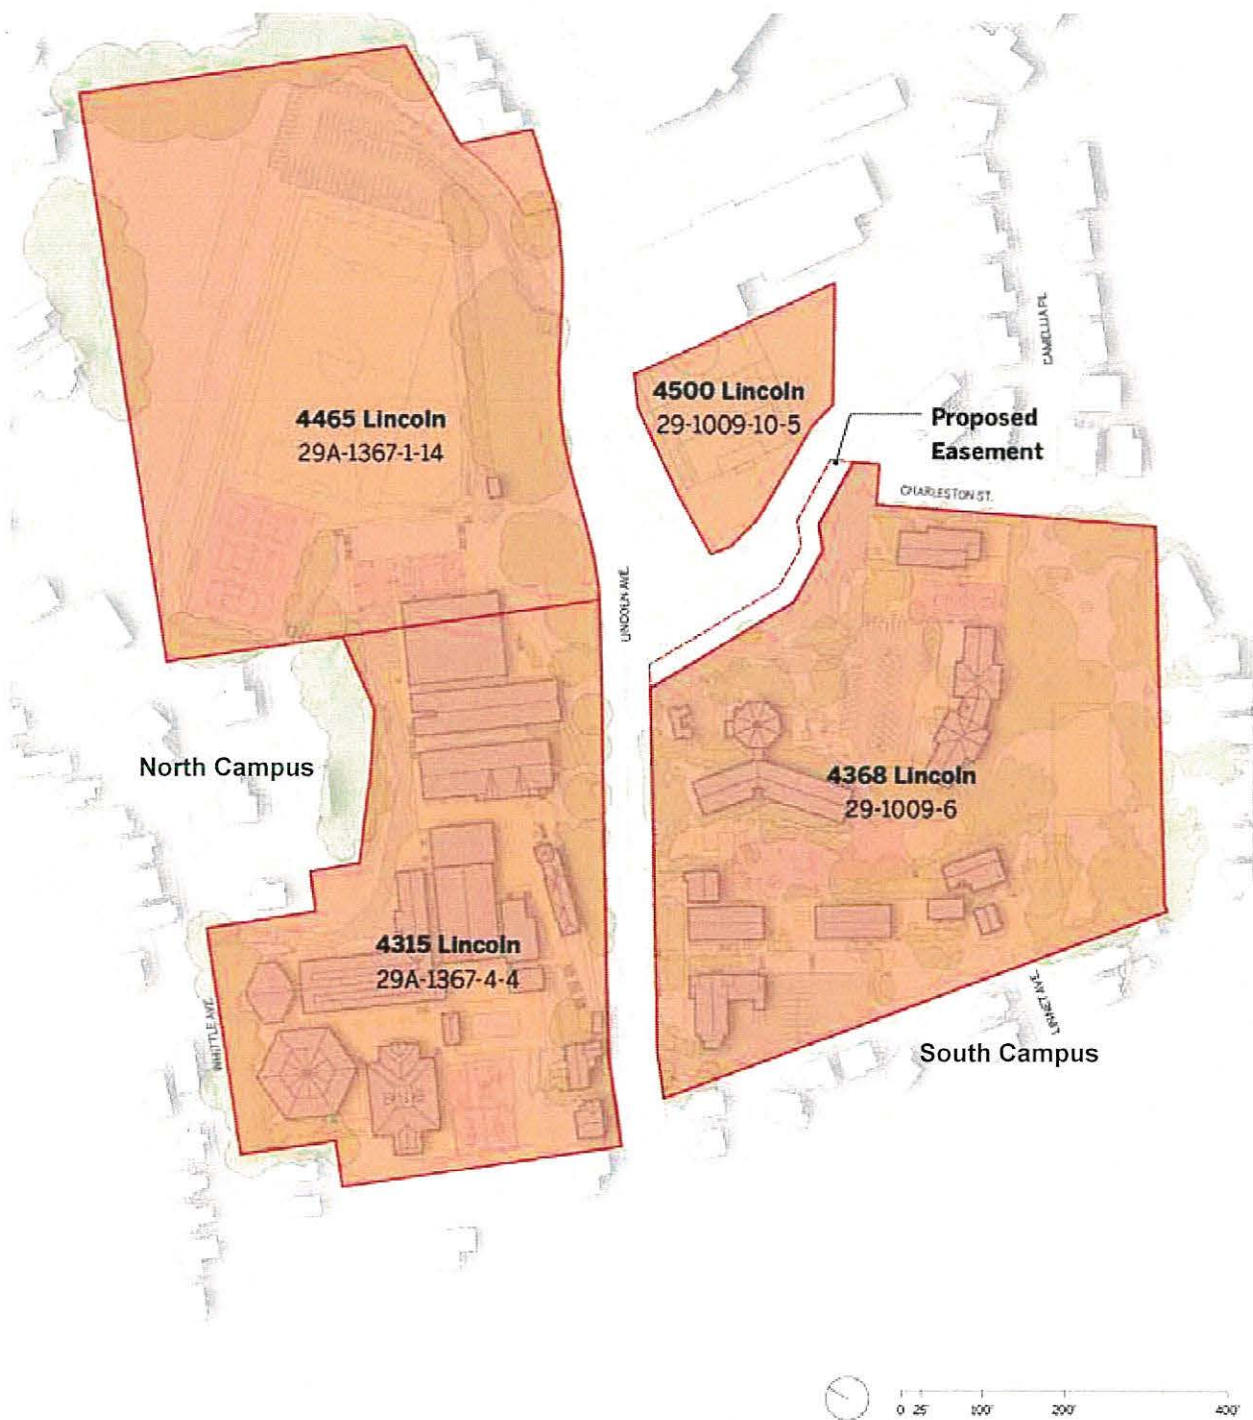 4465 Lincoln
29A-1367-1-14
4500 Lincoln
29-1009-10-5
CAMELLIA PL.
Proposed
Easement
CHARLESTON ST.
LINCOLN AVE.
North Campus
4368 Lincoln
29-1009-6
4315 Lincoln
29A-1367-4-4
WHITTLE AVE.
LINNET AVE.
South Campus
0 25' 100' 200' 400'